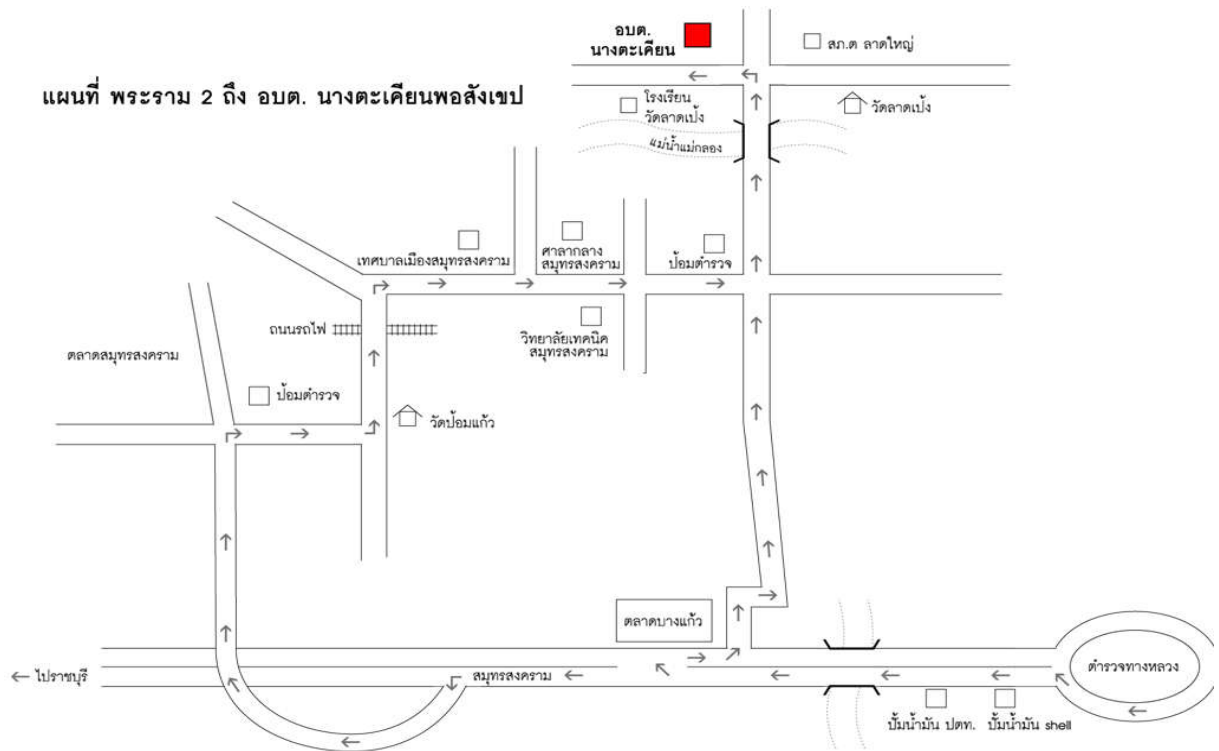 อบต.
นางตะเคียน
สภ.ต ลาดใหญ่
แผนที่ พระราม 2 ถึง อบต. นางตะเคียนพอสังเขป
โรงเรียน
วัดลาดเป้ง
วัดลาดเป้ง
แม่น้ำแม่กลอง
เทศบาลเมืองสมุทรสงคราม
ศาลากลาง
สมุทรสงคราม
ป้อมตำรวจ
ถนนรถไฟ
วิทยาลัยเทคนิค
สมุทรสงคราม
ตลาดสมุทรสงคราม
ป้อมตำรวจ
วัดป้อมแก้ว
ตลาดบางแก้ว
ไปราชบุรี
สมุทรสงคราม
ตำรวจทางหลวง
ปั้มน้ำมัน ปตท.
ปั้มน้ำมัน shell